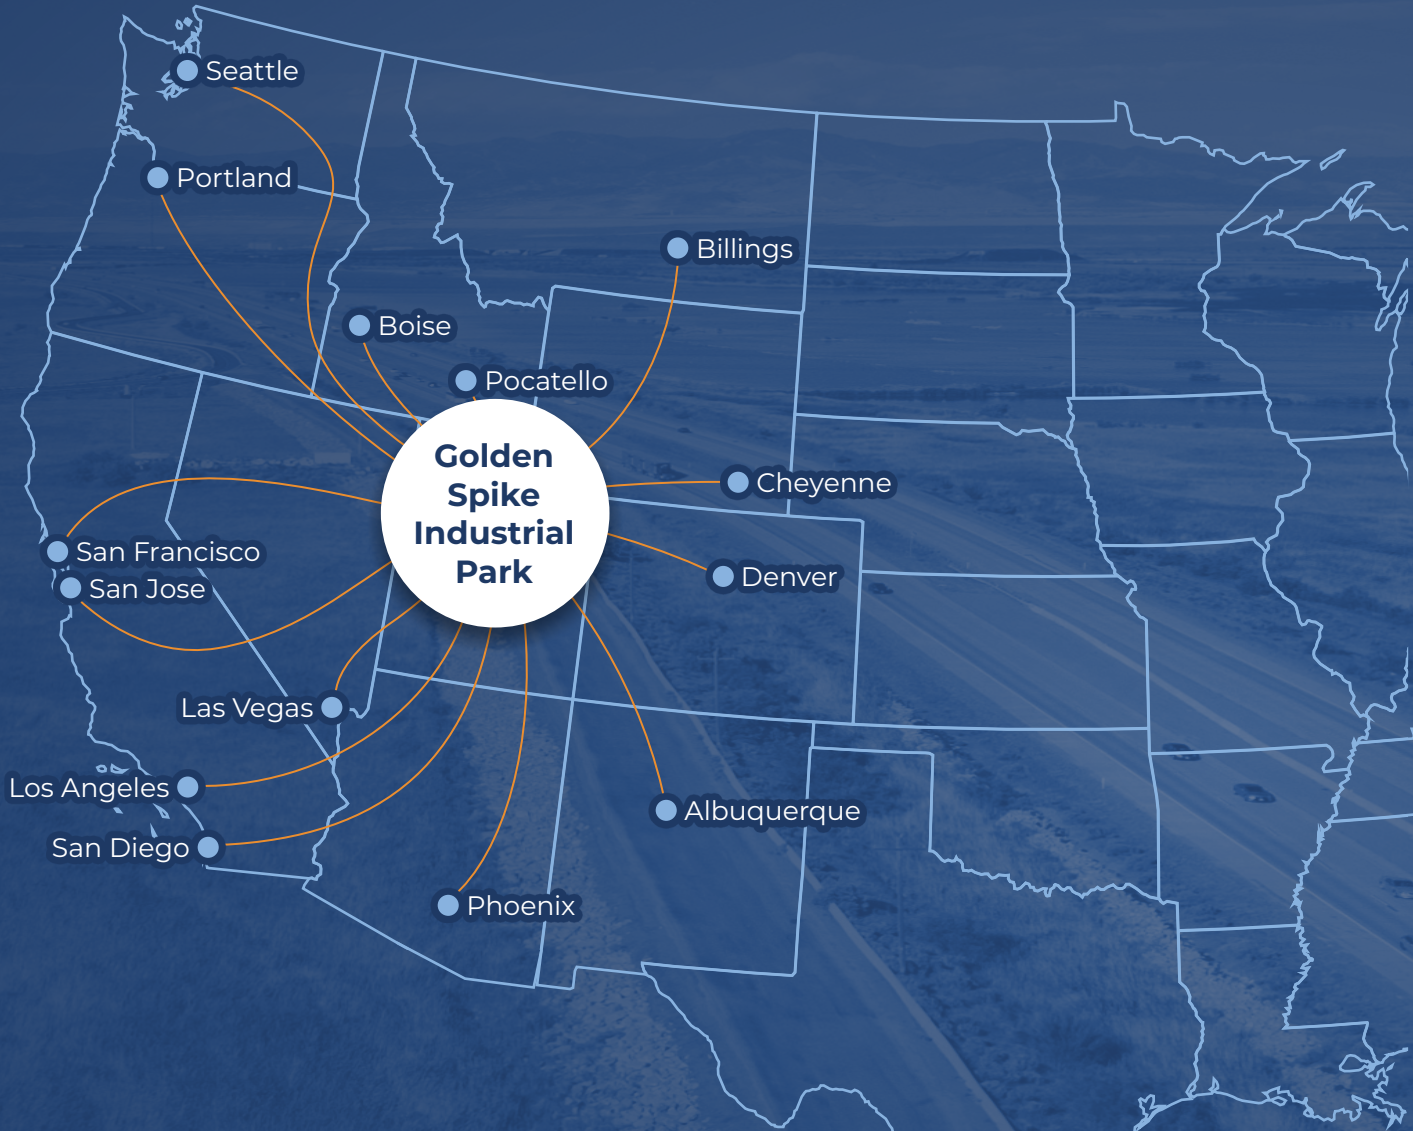 Seattle
Portland
Billings
Boise
Pocatello
Golden
Spike
Industrial
Park
Cheyenne
San Francisco
Denver
San Jose
Las Vegas
Los Angeles
Albuquerque
San Diego
Phoenix